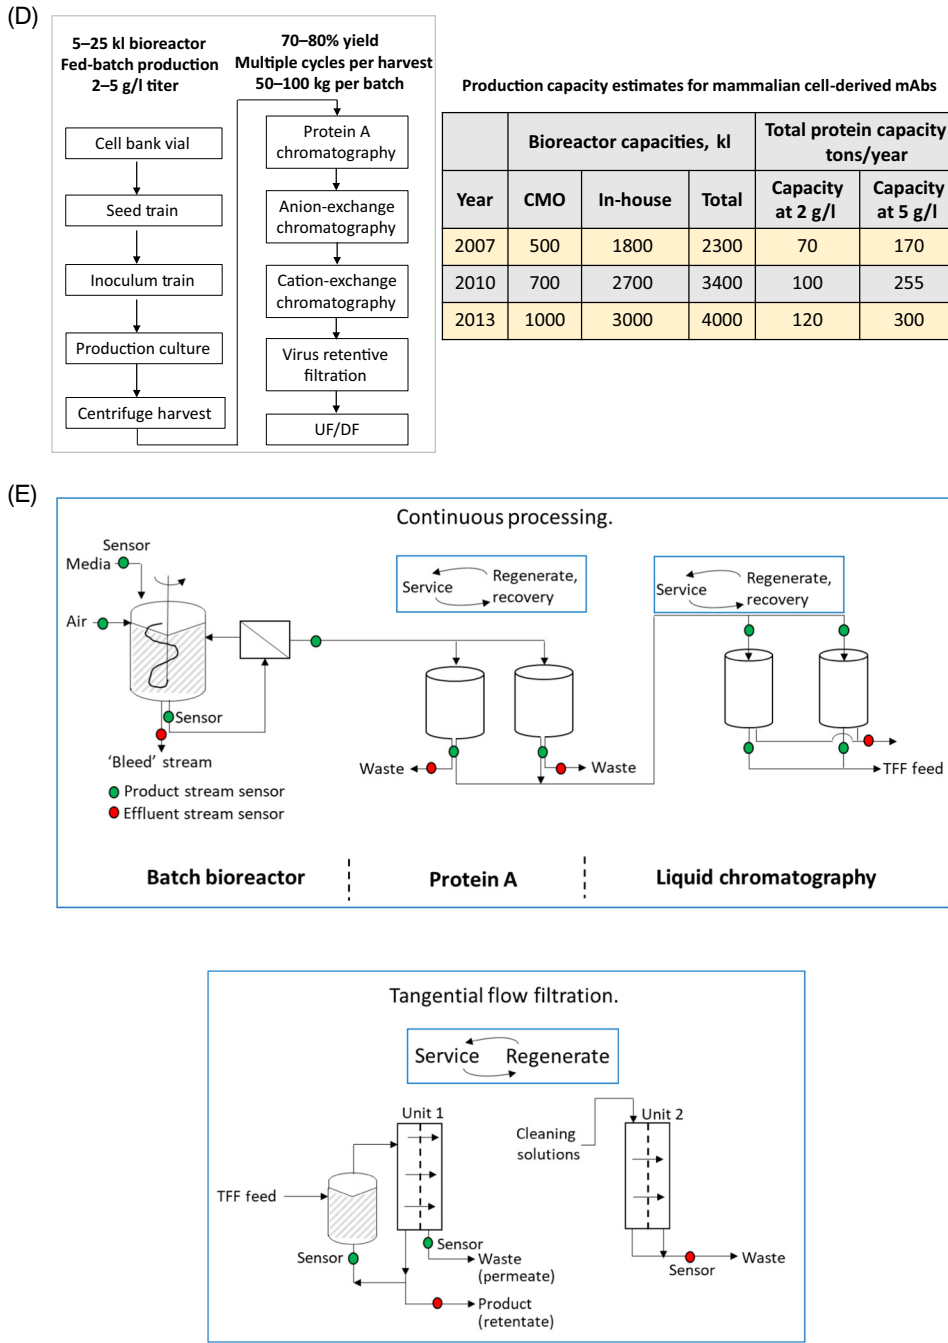 (D)
5–25 kl bioreactor
Fed-batch production
2–5 g/l titer
Cell bank vial
Seed train
Inoculum train
Production culture
Centrifuge harvest
70–80% yield
Multiple cycles per harvest
50–100 kg per batch
Protein A
chromatography
Anion-exchange
chromatography
Cation-exchange
chromatography
Virus retentive
filtration
UF/DF
Production capacity estimates for mammalian cell-derived mAbs
Bioreactor capacities, kl
Total protein capacity
tons/year
Year CMO In-house Total Capacity at 2 g/l Capacity at 5 g/l
2007 500 1800 2300 70 170
2010 700 2700 3400 100 255
2013 1000 3000 4000 120 300
(E)
Continuous processing.
Sensor
Media
Air
Sensor
'Bleed' stream
Product stream sensor
Effluent stream sensor
Service
Regenerate,
recovery
Waste
Waste
Service
Regenerate,
recovery
TFF feed
Batch bioreactor
Protein A
Liquid chromatography
Tangential flow filtration.
Service Regenerate
Unit 1
TFF feed
Sensor
Sensor
Waste
(permeate)
Product
(retentate)
Cleaning
solutions
Unit 2
Sensor
Waste